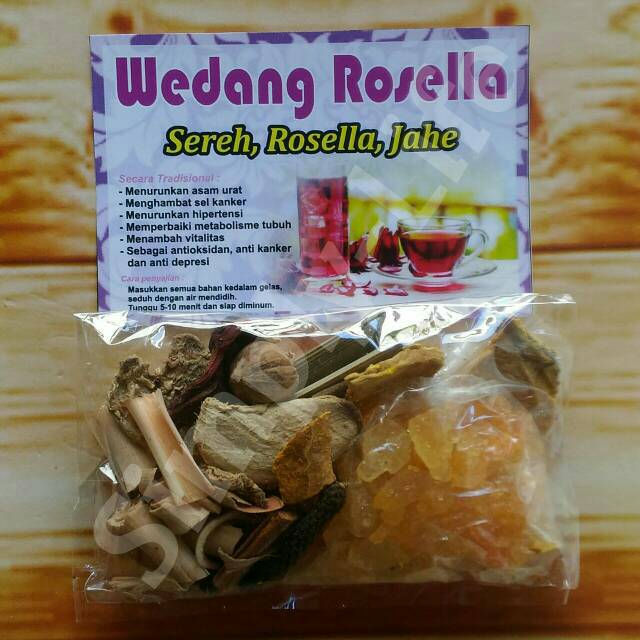 Wedang Rosella
Sereh, Rosella, Jahe
Secara Tradisional :
- Menurunkan asam urat
- Menghambat sel kanker
- Menurunkan hipertensi
- Memperbaiki metabolisme tubuh
- Menambah vitalitas
- Sebagai antioksidan, anti kanker
dan anti depresi
Cara penyajian :
Masukkan semua bahan kedalam gelas,
seduh dengan air mendidih.
Tunggu 5-10 menit dan siap diminum.